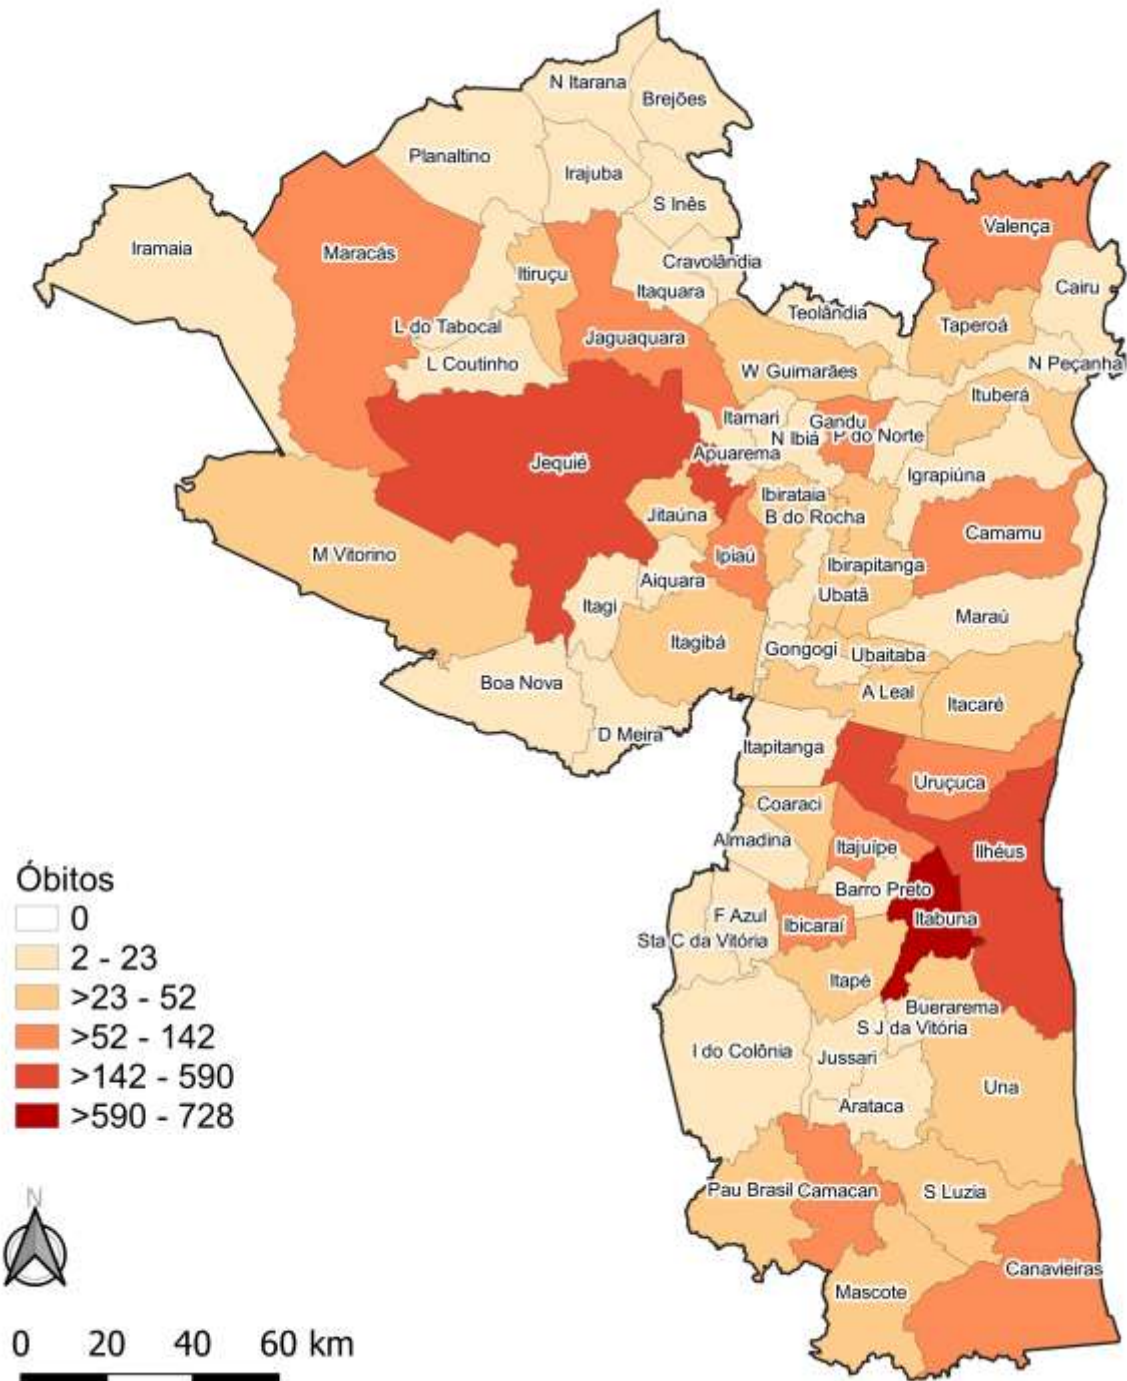 N Itarana
Brejões
Planaltino
Irajuba
S Inês
Valença
Iramaia
Maracás
Cravolândia
Itiruçu
Itaquara
Cairu
Teolândia
Taperoá
L do Tabocal
Jaguaquara
L Coutinho
W Guimarães
N Peçanha
Ituberá
Itamari
Gandu
N Ibiá
P do Norte
Apuarema
Jequié
Igrapiúna
Ibirataia
Jitaúna
B do Rocha
Camamu
M Vitorino
Ipiaú
Ibirapitanga
Aiquara
Ubatã
Itagi
Maraú
Itagibá
Gongogi
Ubaitaba
Boa Nova
A Leal
Itacaré
D Meira
Itapitanga
Uruçuca
Coaraci
Almadina
Itajuípe
Ilhéus
Barro Preto
F Azul
Ibicaraí
Itabuna
Sta C da Vitória
Itapé
Buerarema
S J da Vitória
I do Colônia
Jussari
Una
Arataca
Pau Brasil
Camacan
S Luzia
Canavieiras
Mascote
Óbitos
0
2 - 23
>23 - 52
>52 - 142
>142 - 590
>590 - 728
N
0 20 40 60 km